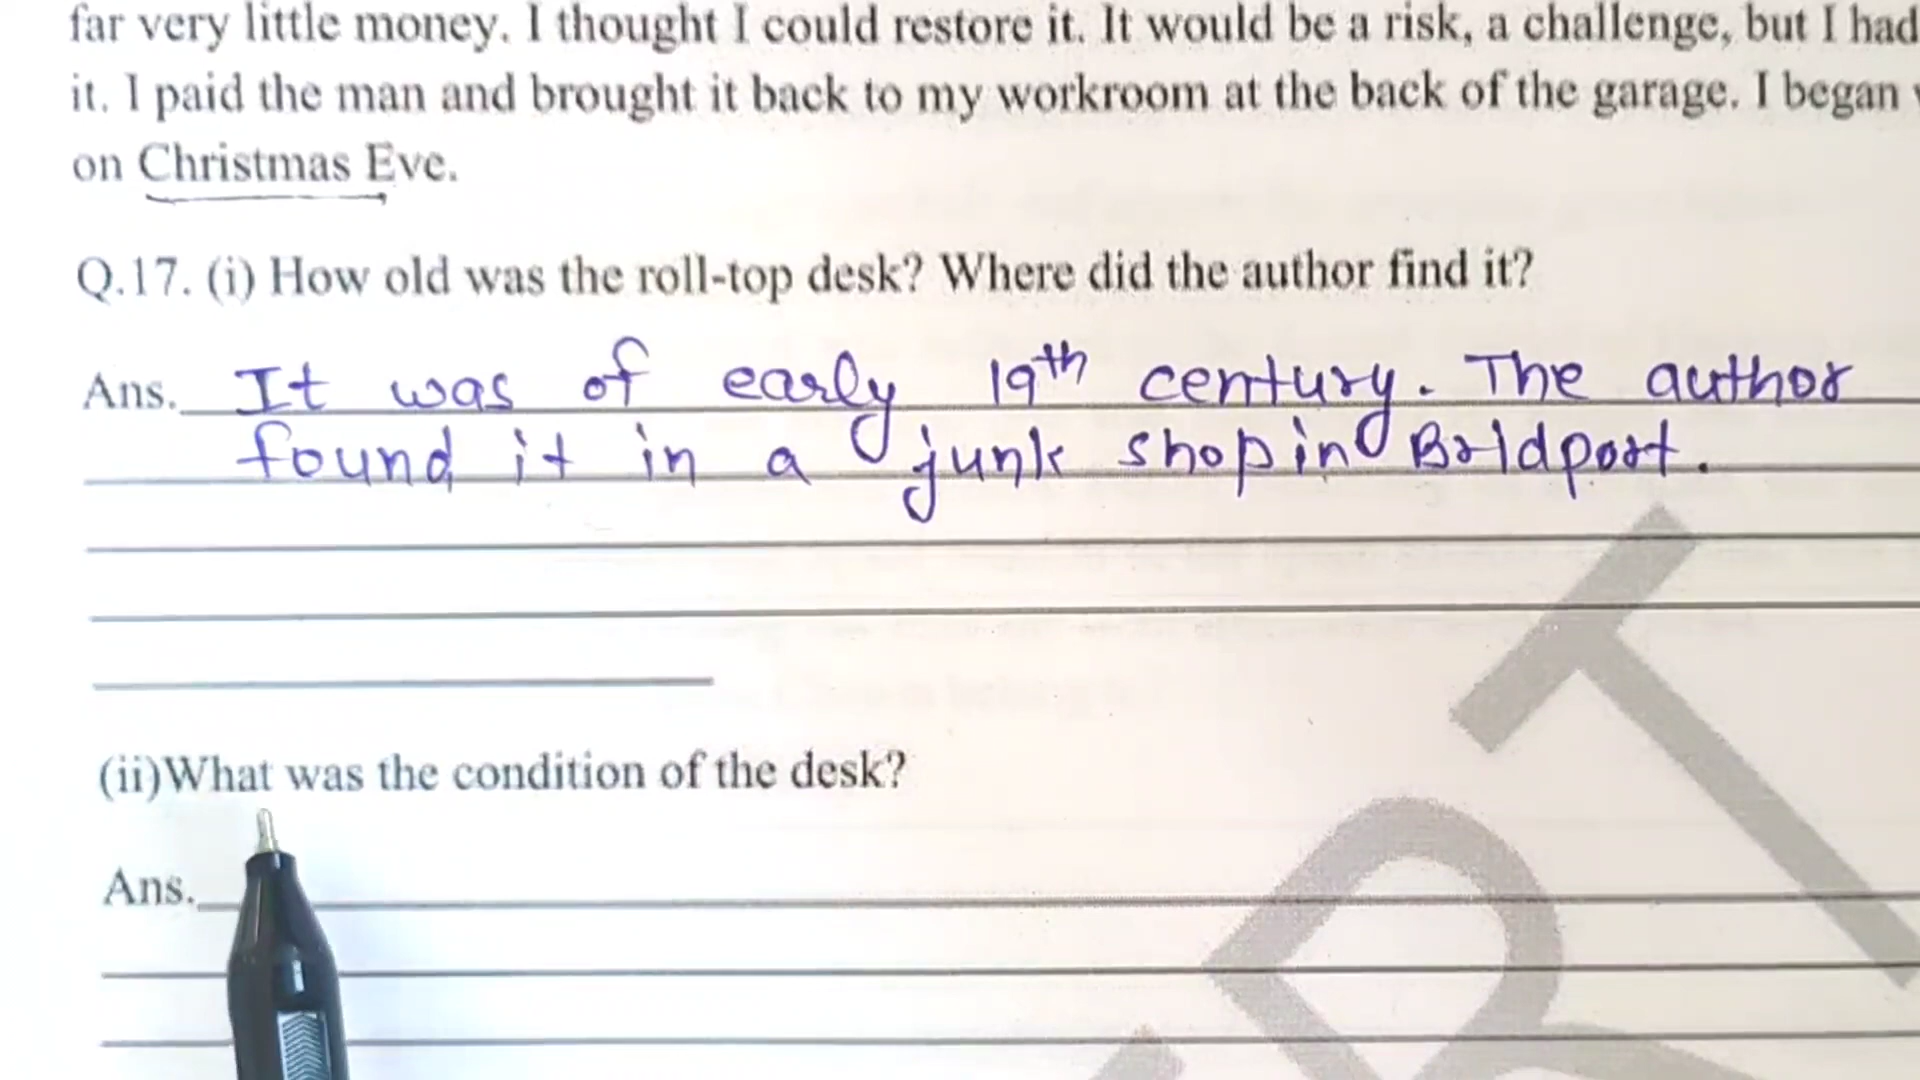 far very little money. I thought I could restore it. It would be a risk, a challenge, but I had
it. I paid the man and brought it back to my workroom at the back of the garage. I began
on Christmas Eve.
Q.17. (i) How old was the roll-top desk? Where did the author find it?
Ans. It was of early 19th century. The author
found it in a junk shop in Bridport.
(ii)What was the condition of the desk?
Ans.